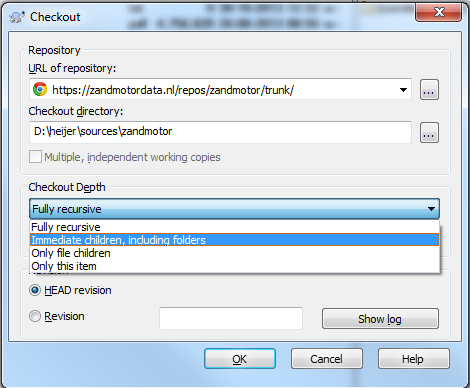 Checkout
Repository
URL of repository:
https://zandmotordata.nl/repos/zandmotor/trunk/
...
Checkout directory:
D:\heijer\sources\zandmotor
...
Multiple, independent working copies
Checkout Depth
Fully recursive
Fully recursive
Immediate children, including folders
Only file children
Only this item
HEAD revision
Revision
Show log
OK
Cancel
Help